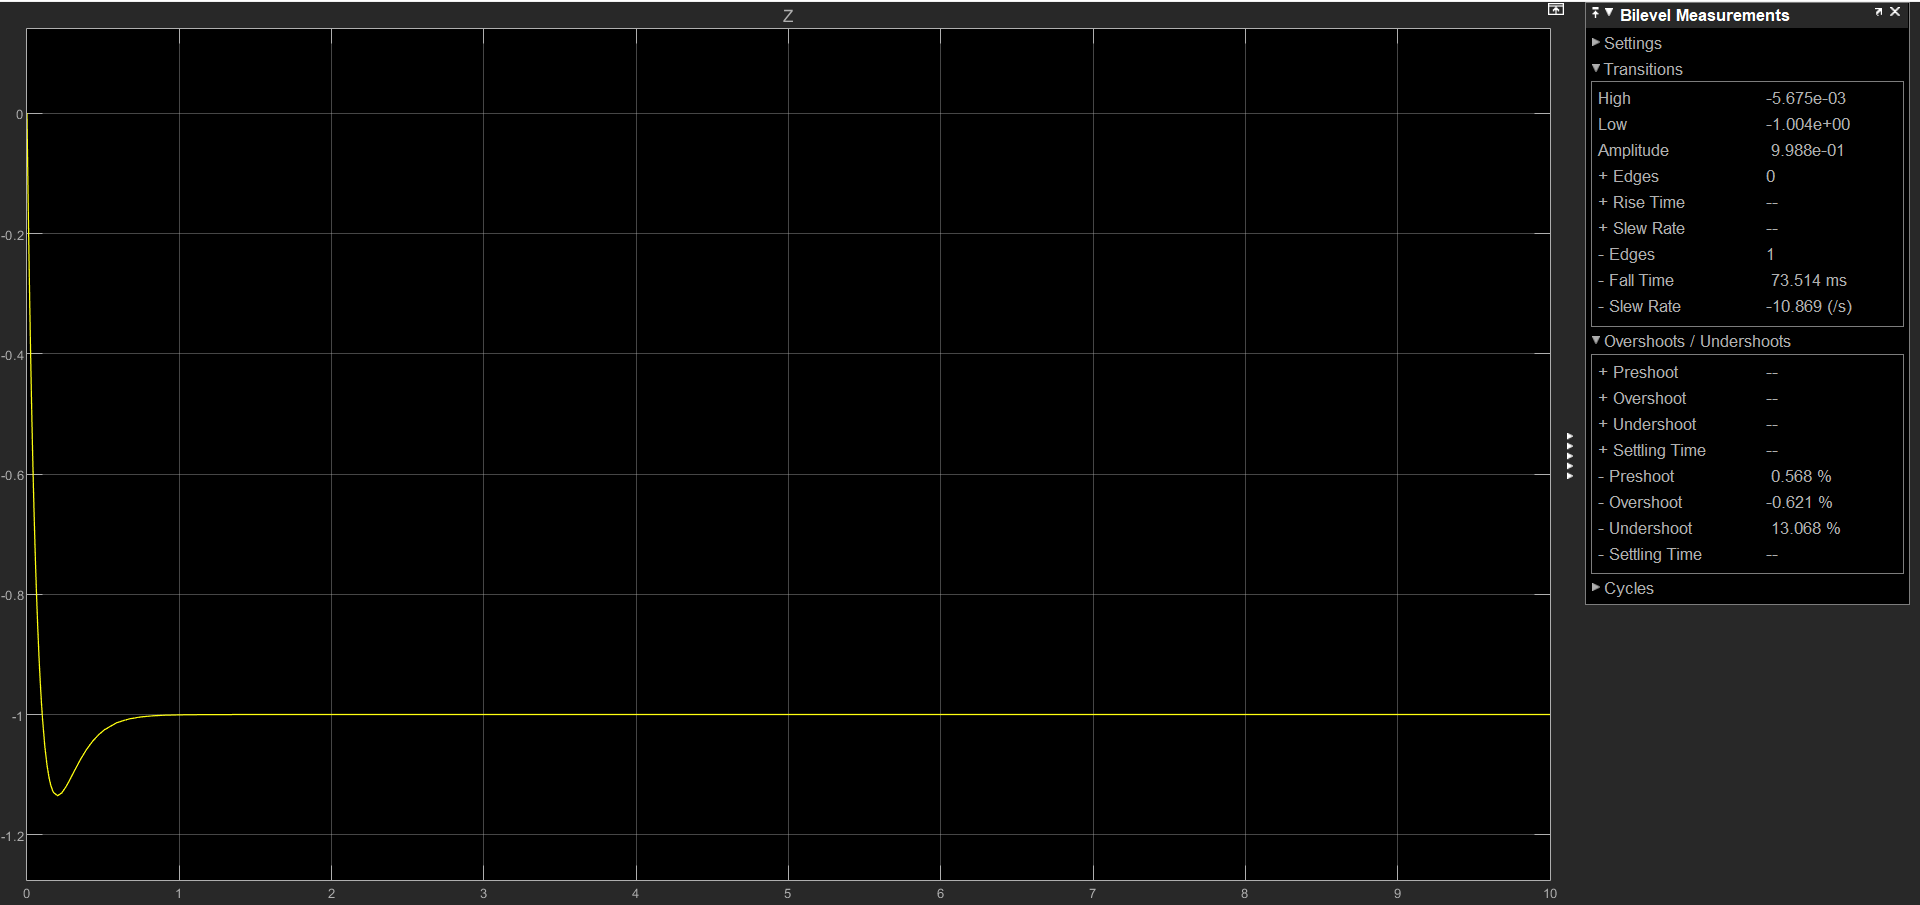 Z
0
-0.2
-0.4
-0.6
-0.8
-1
-1.2
0 1 2 3 4 5 6 7 8 9 10
Bilevel Measurements
Settings
Transitions
High -5.675e-03
Low -1.004e+00
Amplitude 9.988e-01
+ Edges 0
+ Rise Time --
+ Slew Rate --
- Edges 1
- Fall Time 73.514 ms
- Slew Rate -10.869 (/s)
Overshoots / Undershoots
+ Preshoot --
+ Overshoot --
+ Undershoot --
+ Settling Time --
- Preshoot 0.568 %
- Overshoot -0.621 %
- Undershoot 13.068 %
- Settling Time --
Cycles